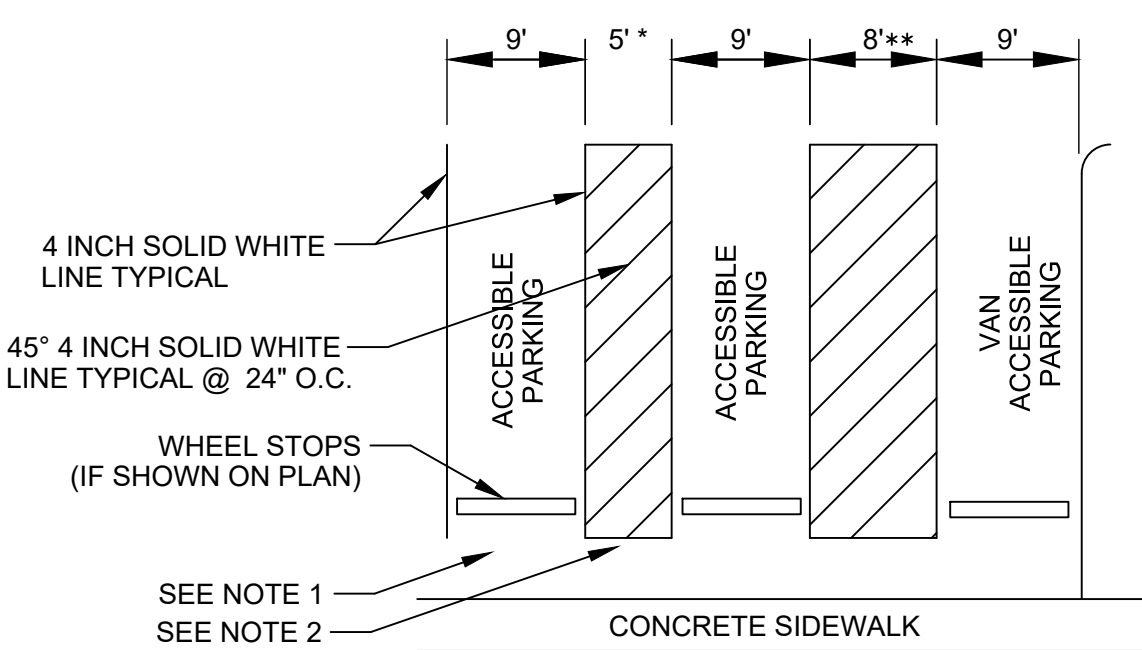 9' 5' * 9' 8'** 9'
4 INCH SOLID WHITE
LINE TYPICAL
45° 4 INCH SOLID WHITE
LINE TYPICAL @ 24" O.C.
WHEEL STOPS
(IF SHOWN ON PLAN)
SEE NOTE 1
SEE NOTE 2
ACCESSIBLE
PARKING
ACCESSIBLE
PARKING
VAN
ACCESSIBLE
PARKING
CONCRETE SIDEWALK